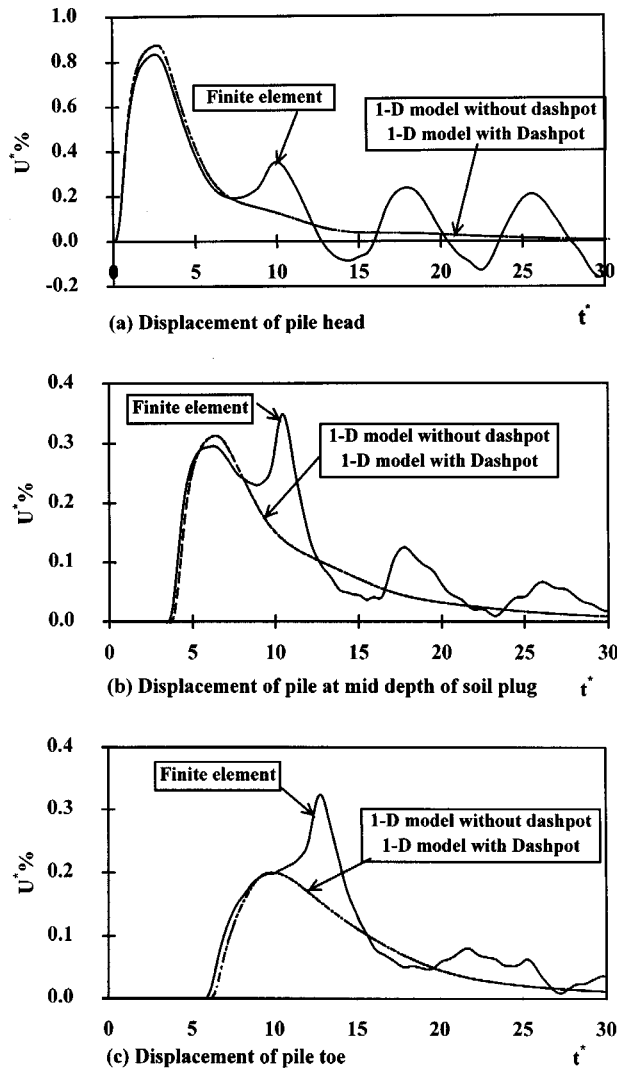 1.0
0.8
0.6
0.4
0.2
0.0
-0.2
U*%
Finite element
1-D model without dashpot
1-D model with Dashpot
0 5 10 15 20 25 30
(a) Displacement of pile head t*
0.4
0.3
0.2
0.1
0.0
U*%
Finite element
1-D model without dashpot
1-D model with Dashpot
0 5 10 15 20 25 30
(b) Displacement of pile at mid depth of soil plug t*
0.4
0.3
0.2
0.1
0.0
U*%
Finite element
1-D model without dashpot
1-D model with Dashpot
0 5 10 15 20 25 30
(c) Displacement of pile toe t*